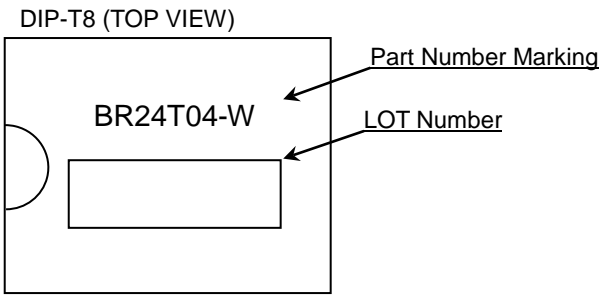 DIP-T8 (TOP VIEW)
Part Number Marking
BR24T04-W
LOT Number